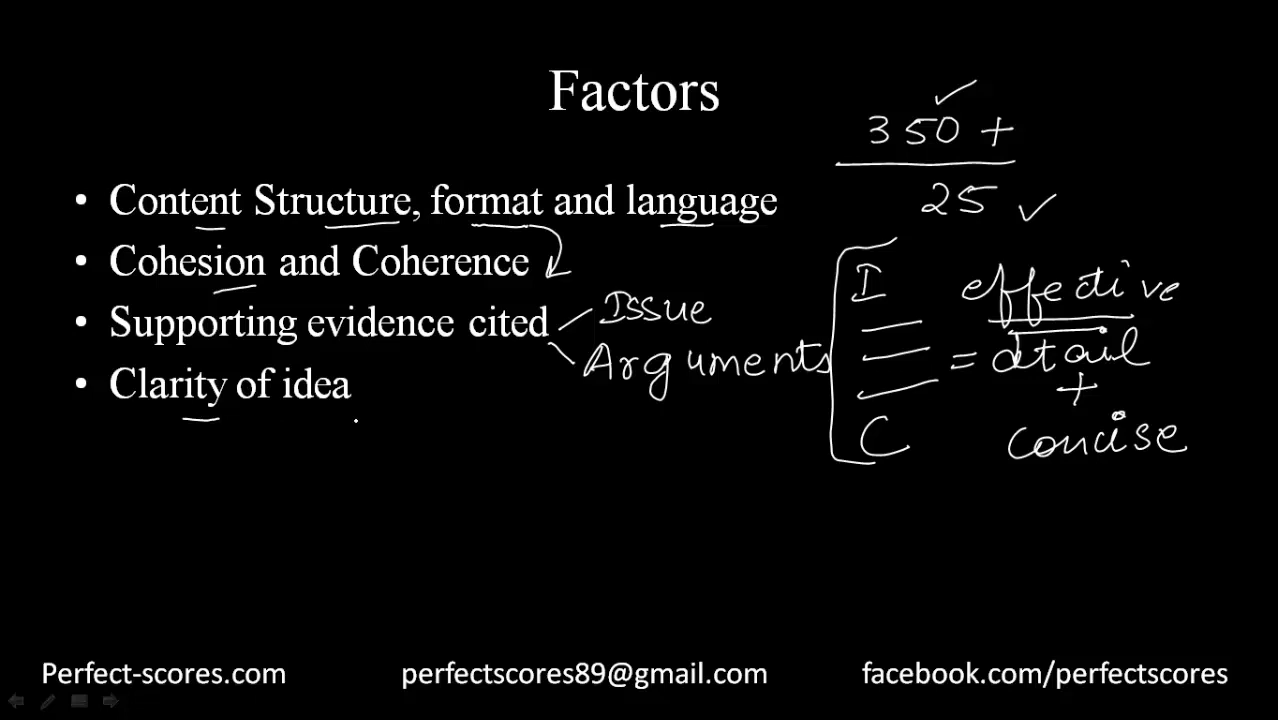 Factors
350+
25
• Content Structure, format and language
• Cohesion and Coherence
• Supporting evidence cited
• Clarity of idea
Issue
Arguments
I
C
effective
= dtail
+
concise
Perfect-scores.com
perfectscores89@gmail.com
facebook.com/perfectscores